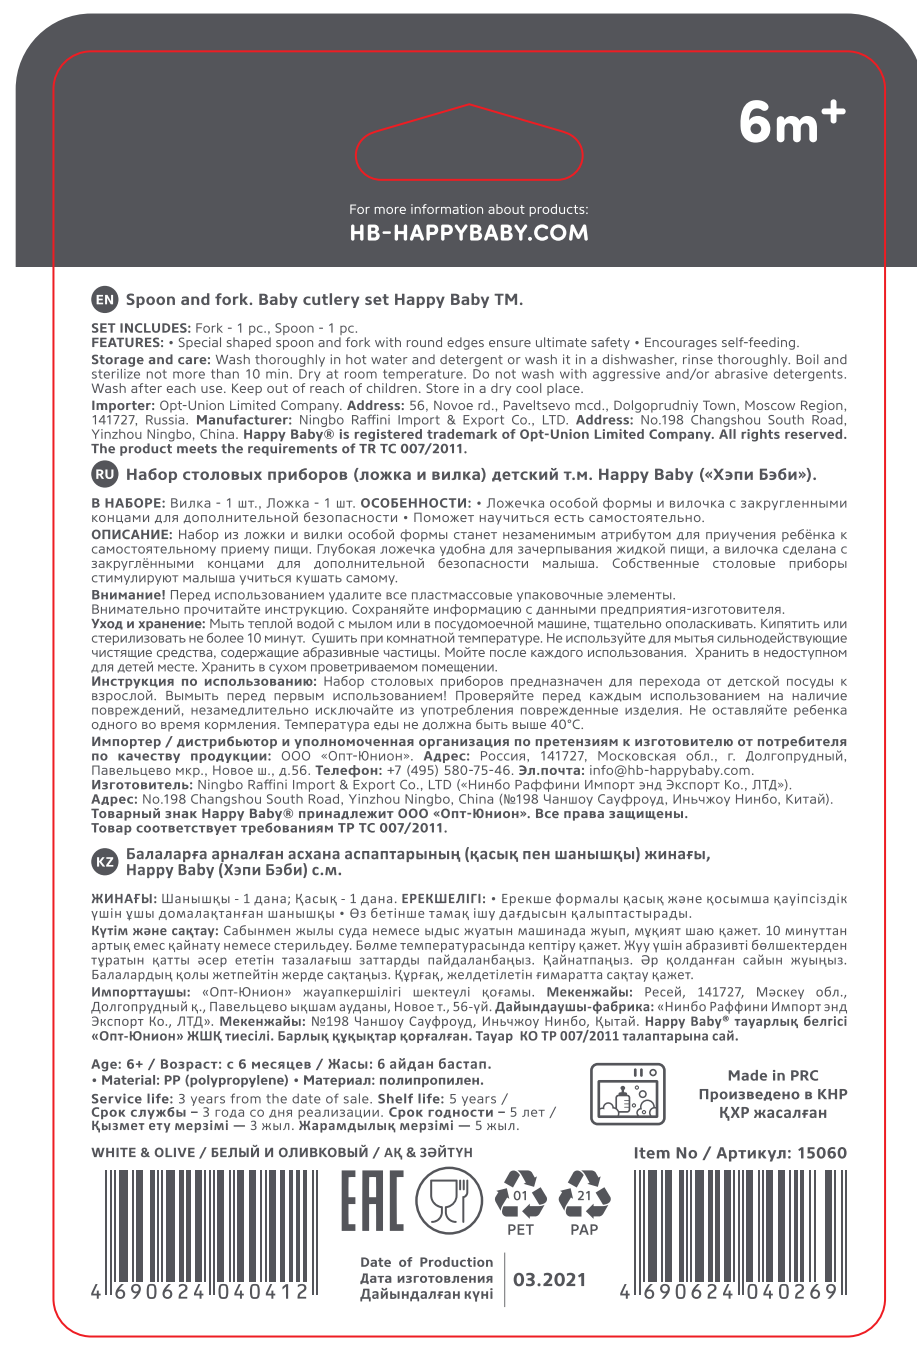 6m+
For more information about products:
HB-HAPPYBABY.COM
EN Spoon and fork. Baby cutlery set Happy Baby TM.
SET INCLUDES: Fork - 1 pc., Spoon - 1 pc.
FEATURES: • Special shaped spoon and fork with round edges ensure ultimate safety • Encourages self-feeding.
Storage and care: Wash thoroughly in hot water and detergent or wash it in a dishwasher, rinse thoroughly. Boil and
sterilize not more than 10 min. Dry at room temperature. Do not wash with aggressive and/or abrasive detergents.
Wash after each use. Keep out of reach of children. Store in a dry cool place.
Importer: Opt-Union Limited Company. Address: 56, Novoe rd., Paveltsevo mcd., Dolgoprudniy Town, Moscow Region,
141727, Russia. Manufacturer: Ningbo Raffini Import & Export Co., LTD. Address: No.198 Changshou South Road,
Yinzhou Ningbo, China. Happy Baby® is registered trademark of Opt-Union Limited Company. All rights reserved.
The product meets the requirements of TR TC 007/2011.
RU Набор столовых приборов (ложка и вилка) детский т.м. Happy Baby («Хэпи Бэби»).
В НАБОРЕ: Вилка - 1 шт., Ложка - 1 шт. ОСОБЕННОСТИ: • Ложечка особой формы и вилочка с закругленными
концами для дополнительной безопасности • Поможет научиться есть самостоятельно.
ОПИСАНИЕ: Набор из ложки и вилки особой формы станет незаменимым атрибутом для приучения ребёнка к
самостоятельному приему пищи. Глубокая ложечка удобна для зачерпывания жидкой пищи, а вилочка сделана с
закруглёнными концами для дополнительной безопасности малыша. Собственные столовые приборы
стимулируют малыша учиться кушать самому.
Внимание! Перед использованием удалите все пластмассовые упаковочные элементы.
Внимательно прочитайте инструкцию. Сохраняйте информацию с данными предприятия-изготовителя.
Уход и хранение: Мыть теплой водой с мылом или в посудомоечной машине, тщательно ополаскивать. Кипятить или
стерилизовать не более 10 минут. Сушить при комнатной температуре. Не используйте для мытья сильнодействующие
чистящие средства, содержащие абразивные частицы. Мойте после каждого использования. Хранить в недоступном
для детей месте. Хранить в сухом проветриваемом помещении.
Инструкция по использованию: Набор столовых приборов предназначен для перехода от детской посуды к
взрослой. Вымыть перед первым использованием! Проверяйте перед каждым использованием на наличие
повреждений, незамедлительно исключайте из употребления поврежденные изделия. Не оставляйте ребенка
одного во время кормления. Температура еды не должна быть выше 40°С.
Импортер / дистрибьютор и уполномоченная организация по претензиям к изготовителю от потребителя
по качеству продукции: ООО «Опт-Юнион». Адрес: Россия, 141727, Московская обл., г. Долгопрудный,
Павельцево мкр., Новое ш., д.56. Телефон: +7 (495) 580-75-46. Эл.почта: info@hb-happybaby.com.
Изготовитель: Ningbo Raffini Import & Export Co., LTD («Нинбо Раффини Импорт энд Экспорт Ко., ЛТД»).
Адрес: No.198 Changshou South Road, Yinzhou Ningbo, China (№198 Чаншоу Сауфроуд, Иньчжоу Нинбо, Китай).
Товарный знак Happy Baby® принадлежит ООО «Опт-Юнион». Все права защищены.
Товар соответствует требованиям ТР ТС 007/2011.
KZ Балаларға арналған асхана аспаптарының (қасық пен шанышқы) жинағы,
Happy Baby (Хэпи Бэби) с.м.
ЖИНАҒЫ: Шанышқы - 1 дана; Қасық - 1 дана. ЕРЕКШЕЛІГІ: • Ерекше формалы қасық және қосымша қауіпсіздік
үшін ұшы домалақтанған шанышқы • Өз бетінше тамақ ішу дағдысын қалыптастырады.
Күтім және сақтау: Сабынмен жылы суда немесе ыдыс жуатын машинада жуып, мұқият шаю қажет. 10 минуттан
артық емес қайнату немесе стерильдеу. Бөлме температурасында кептіру қажет. Жуу үшін абразивті бөлшектерден
тұратын қатты әсер ететін тазалағыш заттарды пайдаланбаңыз. Қайнатпаңыз. Әр қолданған сайын жуыңыз.
Балалардың қолы жетпейтін жерде сақтаңыз. Құрғақ, желдетілетін ғимаратта сақтау қажет.
Импорттаушы: «Опт-Юнион» жауапкершілігі шектеулі қоғамы. Мекенжайы: Ресей, 141727, Мәскеу обл.,
Долгопрудный қ., Павельцево ықшам ауданы, Новое т., 56-үй. Дайындаушы-фабрика: «Нинбо Раффини Импорт энд
Экспорт Ко., ЛТД». Мекенжайы: №198 Чаншоу Сауфроуд, Иньчжоу Нинбо, Қытай. Happy Baby® тауарлық белгісі
«Опт-Юнион» ЖШҚ тиесілі. Барлық құқықтар қорғалған. Тауар КО ТР 007/2011 талаптарына сай.
Age: 6+ / Возраст: с 6 месяцев / Жасы: 6 айдан бастап.
• Material: PP (polypropylene) • Материал: полипропилен.
Service life: 3 years from the date of sale. Shelf life: 5 years /
Срок службы – 3 года со дня реализации. Срок годности – 5 лет /
Қызмет ету мерзімі — 3 жыл. Жарамдылық мерзімі — 5 жыл.
Made in PRC
Произведено в КНР
ҚХР жасалған
WHITE & OLIVE / БЕЛЫЙ И ОЛИВКОВЫЙ / АҚ & ЗӘЙТҮН
Item No / Артикул: 15060
EAC
01
PET
21
PAP
Date of Production
Дата изготовления
Дайындалған күні
03.2021
4 690624 040412
4 690624 040269